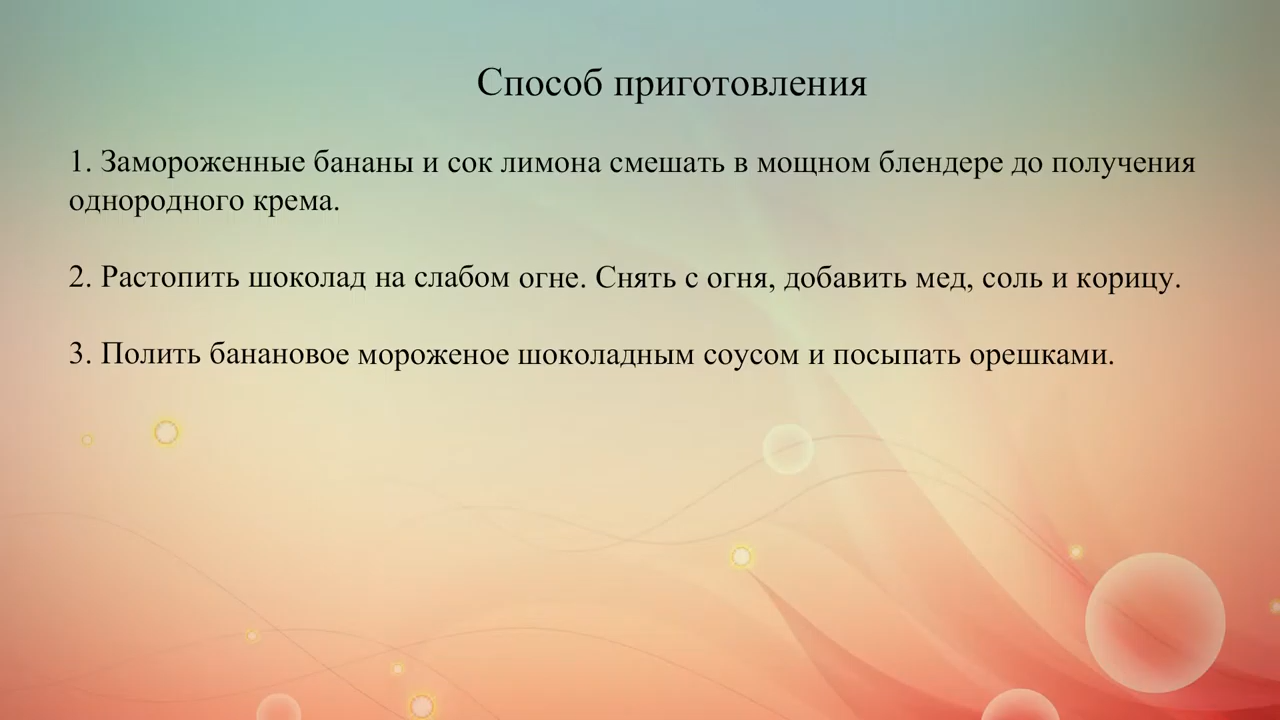 Способ приготовления
1. Замороженные бананы и сок лимона смешать в мощном блендере до получения
однородного крема.
2. Растопить шоколад на слабом огне. Снять с огня, добавить мед, соль и корицу.
3. Полить банановое мороженое шоколадным соусом и посыпать орешками.